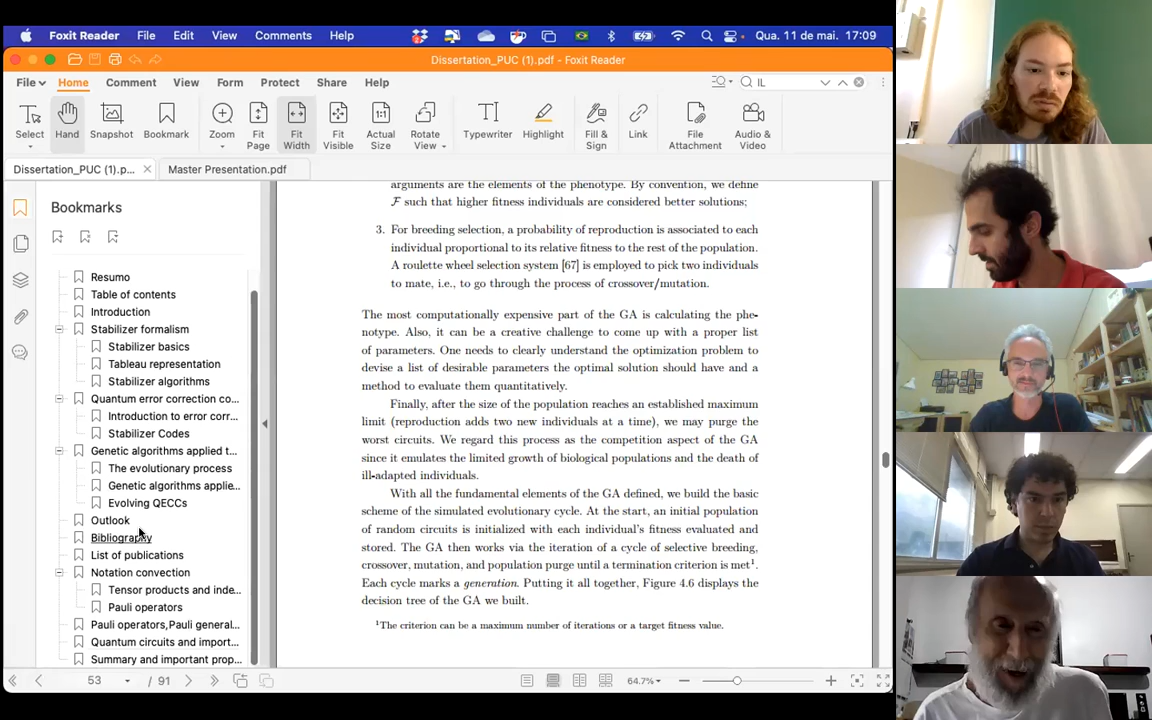 Foxit Reader File Edit View Comments Help Qua. 11 de mai. 17:09
Dissertation_PUC (1).pdf - Foxit Reader
File Home Comment View Form Protect Share Help IL
Select Hand Snapshot Bookmark Zoom Fit Page Fit Width Fit Visible Actual Size Rotate View Typewriter Highlight Fill & Sign Link File Attachment Audio & Video
Dissertation_PUC (1).p... Master Presentation.pdf
Bookmarks
Resumo
Table of contents
Introduction
Stabilizer formalism
Stabilizer basics
Tableau representation
Stabilizer algorithms
Quantum error correction co...
Introduction to error corr...
Stabilizer Codes
Genetic algorithms applied t...
The evolutionary process
Genetic algorithms applie...
Evolving QECCs
Outlook
Bibliography
List of publications
Notation convection
Tensor products and inde...
Pauli operators
Pauli operators,Pauli general...
Quantum circuits and import...
Summary and important prop...
arguments are the elements of the phenotype. By convention, we define
ℱ such that higher fitness individuals are considered better solutions;
3. For breeding selection, a probability of reproduction is associated to each
individual proportional to its relative fitness to the rest of the population.
A roulette wheel selection system [67] is employed to pick two individuals
to mate, i.e., to go through the process of crossover/mutation.
The most computationally expensive part of the GA is calculating the phe-
notype. Also, it can be a creative challenge to come up with a proper list
of parameters. One needs to clearly understand the optimization problem to
devise a list of desirable parameters the optimal solution should have and a
method to evaluate them quantitatively.
Finally, after the size of the population reaches an established maximum
limit (reproduction adds two new individuals at a time), we may purge the
worst circuits. We regard this process as the competition aspect of the GA
since it emulates the limited growth of biological populations and the death of
ill-adapted individuals.
With all the fundamental elements of the GA defined, we build the basic
scheme of the simulated evolutionary cycle. At the start, an initial population
of random circuits is initialized with each individual's fitness evaluated and
stored. The GA then works via the iteration of a cycle of selective breeding,
crossover, mutation, and population purge until a termination criterion is met¹.
Each cycle marks a generation. Putting it all together, Figure 4.6 displays the
decision tree of the GA we built.
¹The criterion can be a maximum number of iterations or a target fitness value.
53 / 91 64.7%